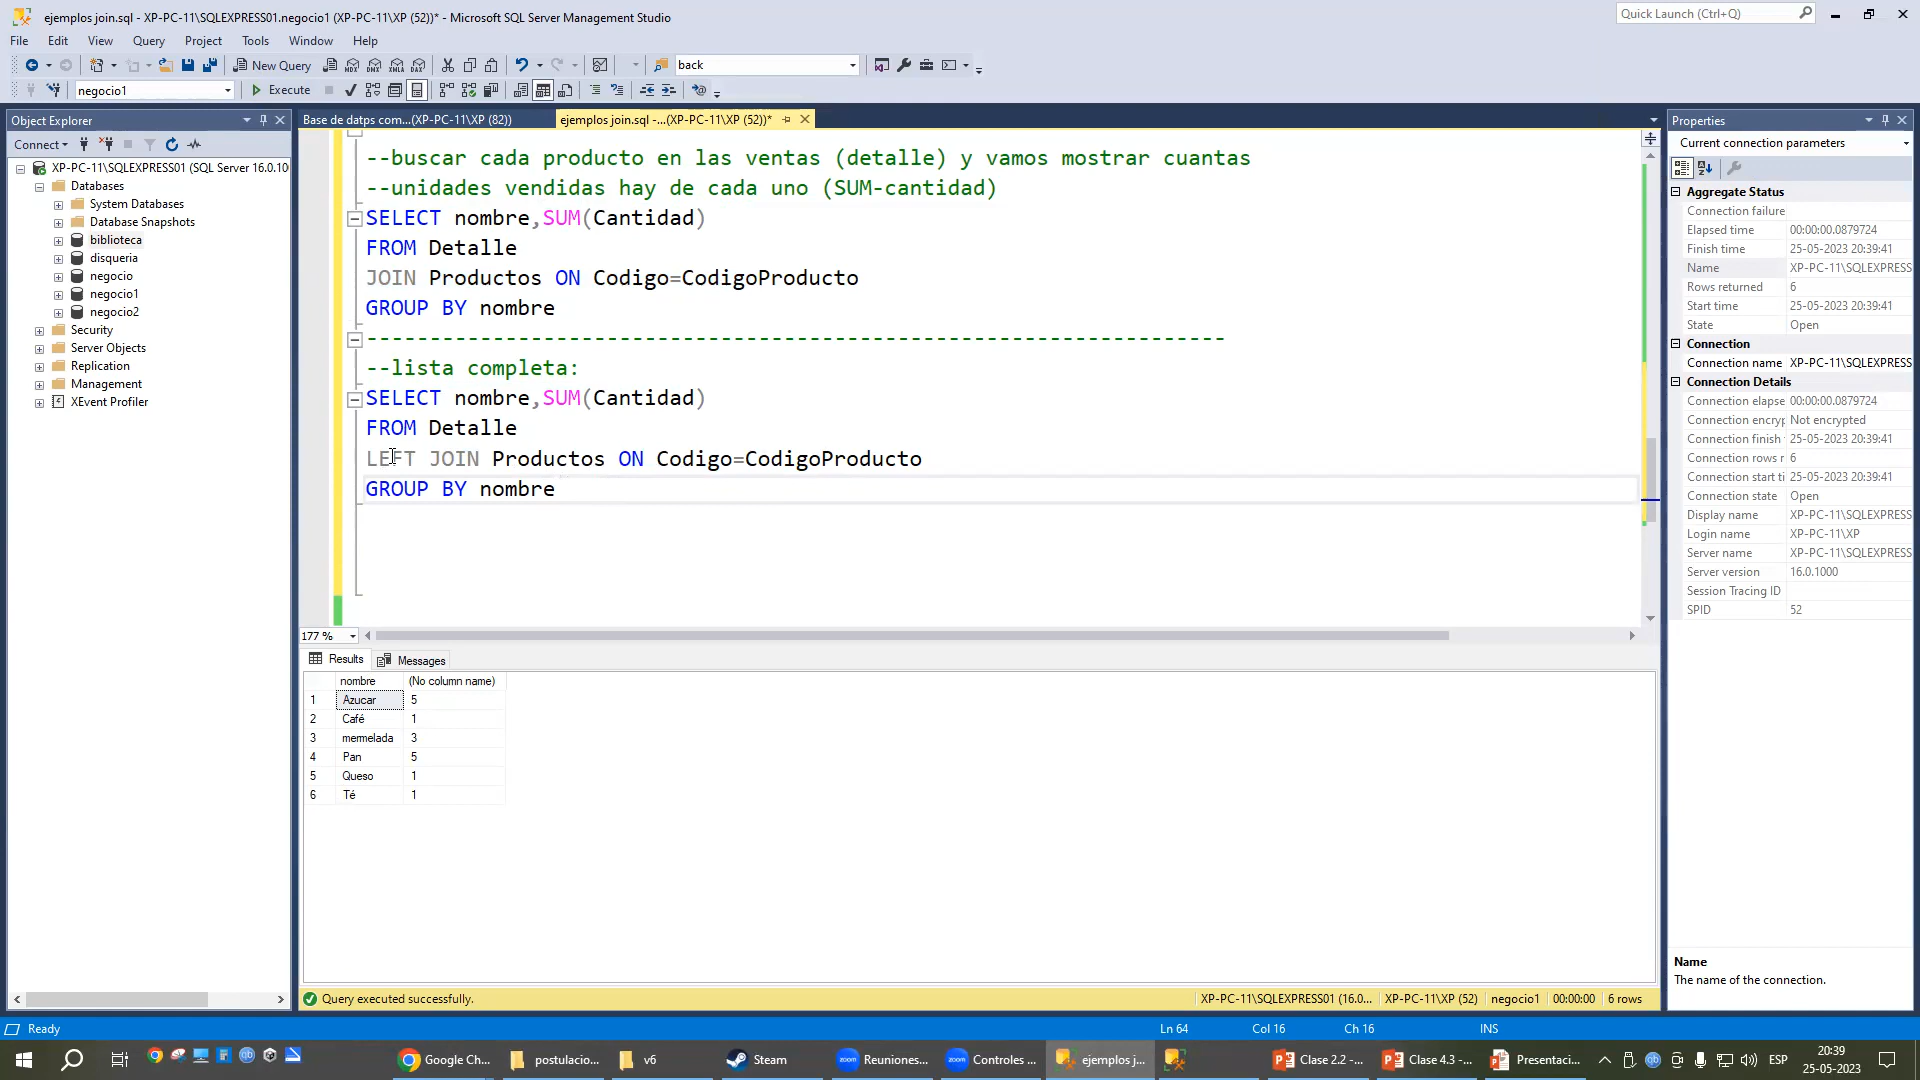 ejemplos join.sql - XP-PC-11\SQLEXPRESS01.negocio1 (XP-PC-11\XP (52))* - Microsoft SQL Server Management Studio
Quick Launch (Ctrl+Q)
File Edit View Query Project Tools Window Help
New Query
back
negocio1
Execute
Object Explorer
Connect
XP-PC-11\SQLEXPRESS01 (SQL Server 16.0.10
Databases
System Databases
Database Snapshots
biblioteca
disqueria
negocio
negocio1
negocio2
Security
Server Objects
Replication
Management
XEvent Profiler
Base de datps com...(XP-PC-11\XP (82))
ejemplos join.sql -...(XP-PC-11\XP (52))*
--buscar cada producto en las ventas (detalle) y vamos mostrar cuantas
--unidades vendidas hay de cada uno (SUM-cantidad)
SELECT nombre,SUM(Cantidad)
FROM Detalle
JOIN Productos ON Codigo=CodigoProducto
GROUP BY nombre
--------------------------------------------------------------------
--lista completa:
SELECT nombre,SUM(Cantidad)
FROM Detalle
LEFT JOIN Productos ON Codigo=CodigoProducto
GROUP BY nombre
177 %
Results Messages
nombre (No column name)
1 Azucar 5
2 Café 1
3 mermelada 3
4 Pan 5
5 Queso 1
6 Té 1
Query executed successfully.
XP-PC-11\SQLEXPRESS01 (16.0... XP-PC-11\XP (52) negocio1 00:00:00 6 rows
Properties
Current connection parameters
Aggregate Status
Connection failure
Elapsed time 00:00:00.0879724
Finish time 25-05-2023 20:39:41
Name XP-PC-11\SQLEXPRESS
Rows returned 6
Start time 25-05-2023 20:39:41
State Open
Connection
Connection name XP-PC-11\SQLEXPRESS
Connection Details
Connection elapse 00:00:00.0879724
Connection encryp Not encrypted
Connection finish 25-05-2023 20:39:41
Connection rows r 6
Connection start ti 25-05-2023 20:39:41
Connection state Open
Display name XP-PC-11\SQLEXPRESS
Login name XP-PC-11\XP
Server name XP-PC-11\SQLEXPRESS
Server version 16.0.1000
Session Tracing ID
SPID 52
Name
The name of the connection.
Ready
Ln 64 Col 16 Ch 16 INS
Google Ch... postulacio... v6 Steam Reuniones... Controles ... ejemplos j... Clase 2.2 -... Clase 4.3 -... Presentaci... ESP
20:39
25-05-2023